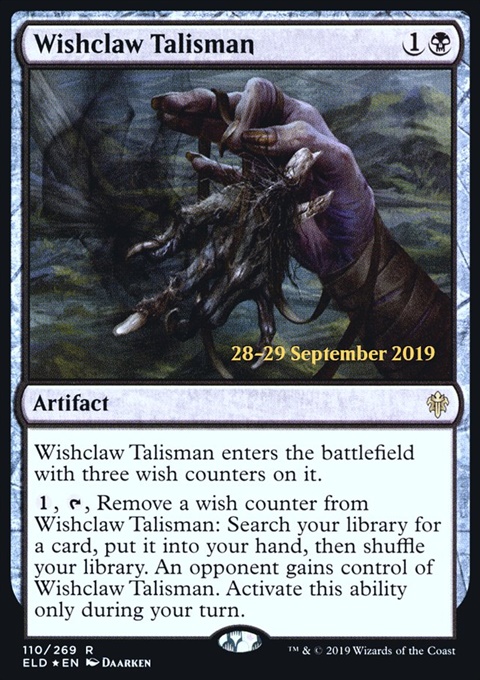 Wishclaw Talisman 1
28–29 September 2019
Artifact
Wishclaw Talisman enters the battlefield
with three wish counters on it.
1, , Remove a wish counter from
Wishclaw Talisman: Search your library for
a card, put it into your hand, then shuffle
your library. An opponent gains control of
Wishclaw Talisman. Activate this ability
only during your turn.
110/269 R
ELD ★ EN Daarken
™ & © 2019 Wizards of the Coast